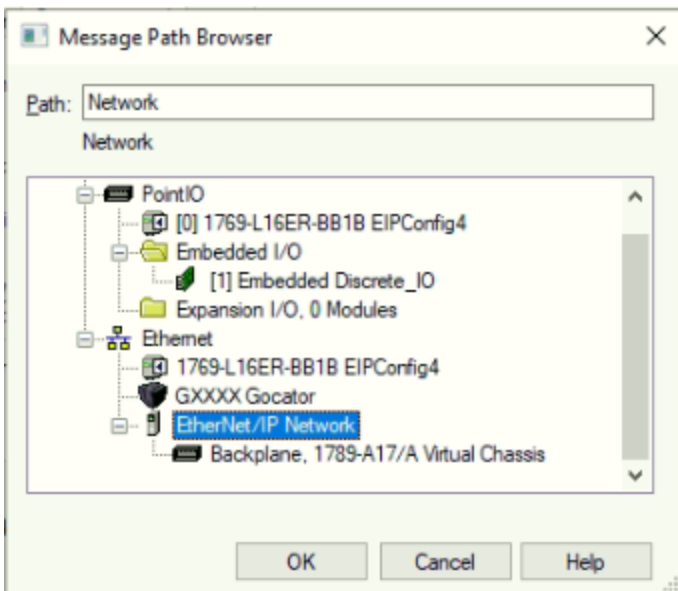 Message Path Browser
Path: Network
Network
PointIO
[0] 1769-L16ER-BB1B EIPConfig4
Embedded I/O
[1] Embedded Discrete_IO
Expansion I/O, 0 Modules
Ethernet
1769-L16ER-BB1B EIPConfig4
GXXXX Gocator
EtherNet/IP Network
Backplane, 1789-A17/A Virtual Chassis
OK Cancel Help